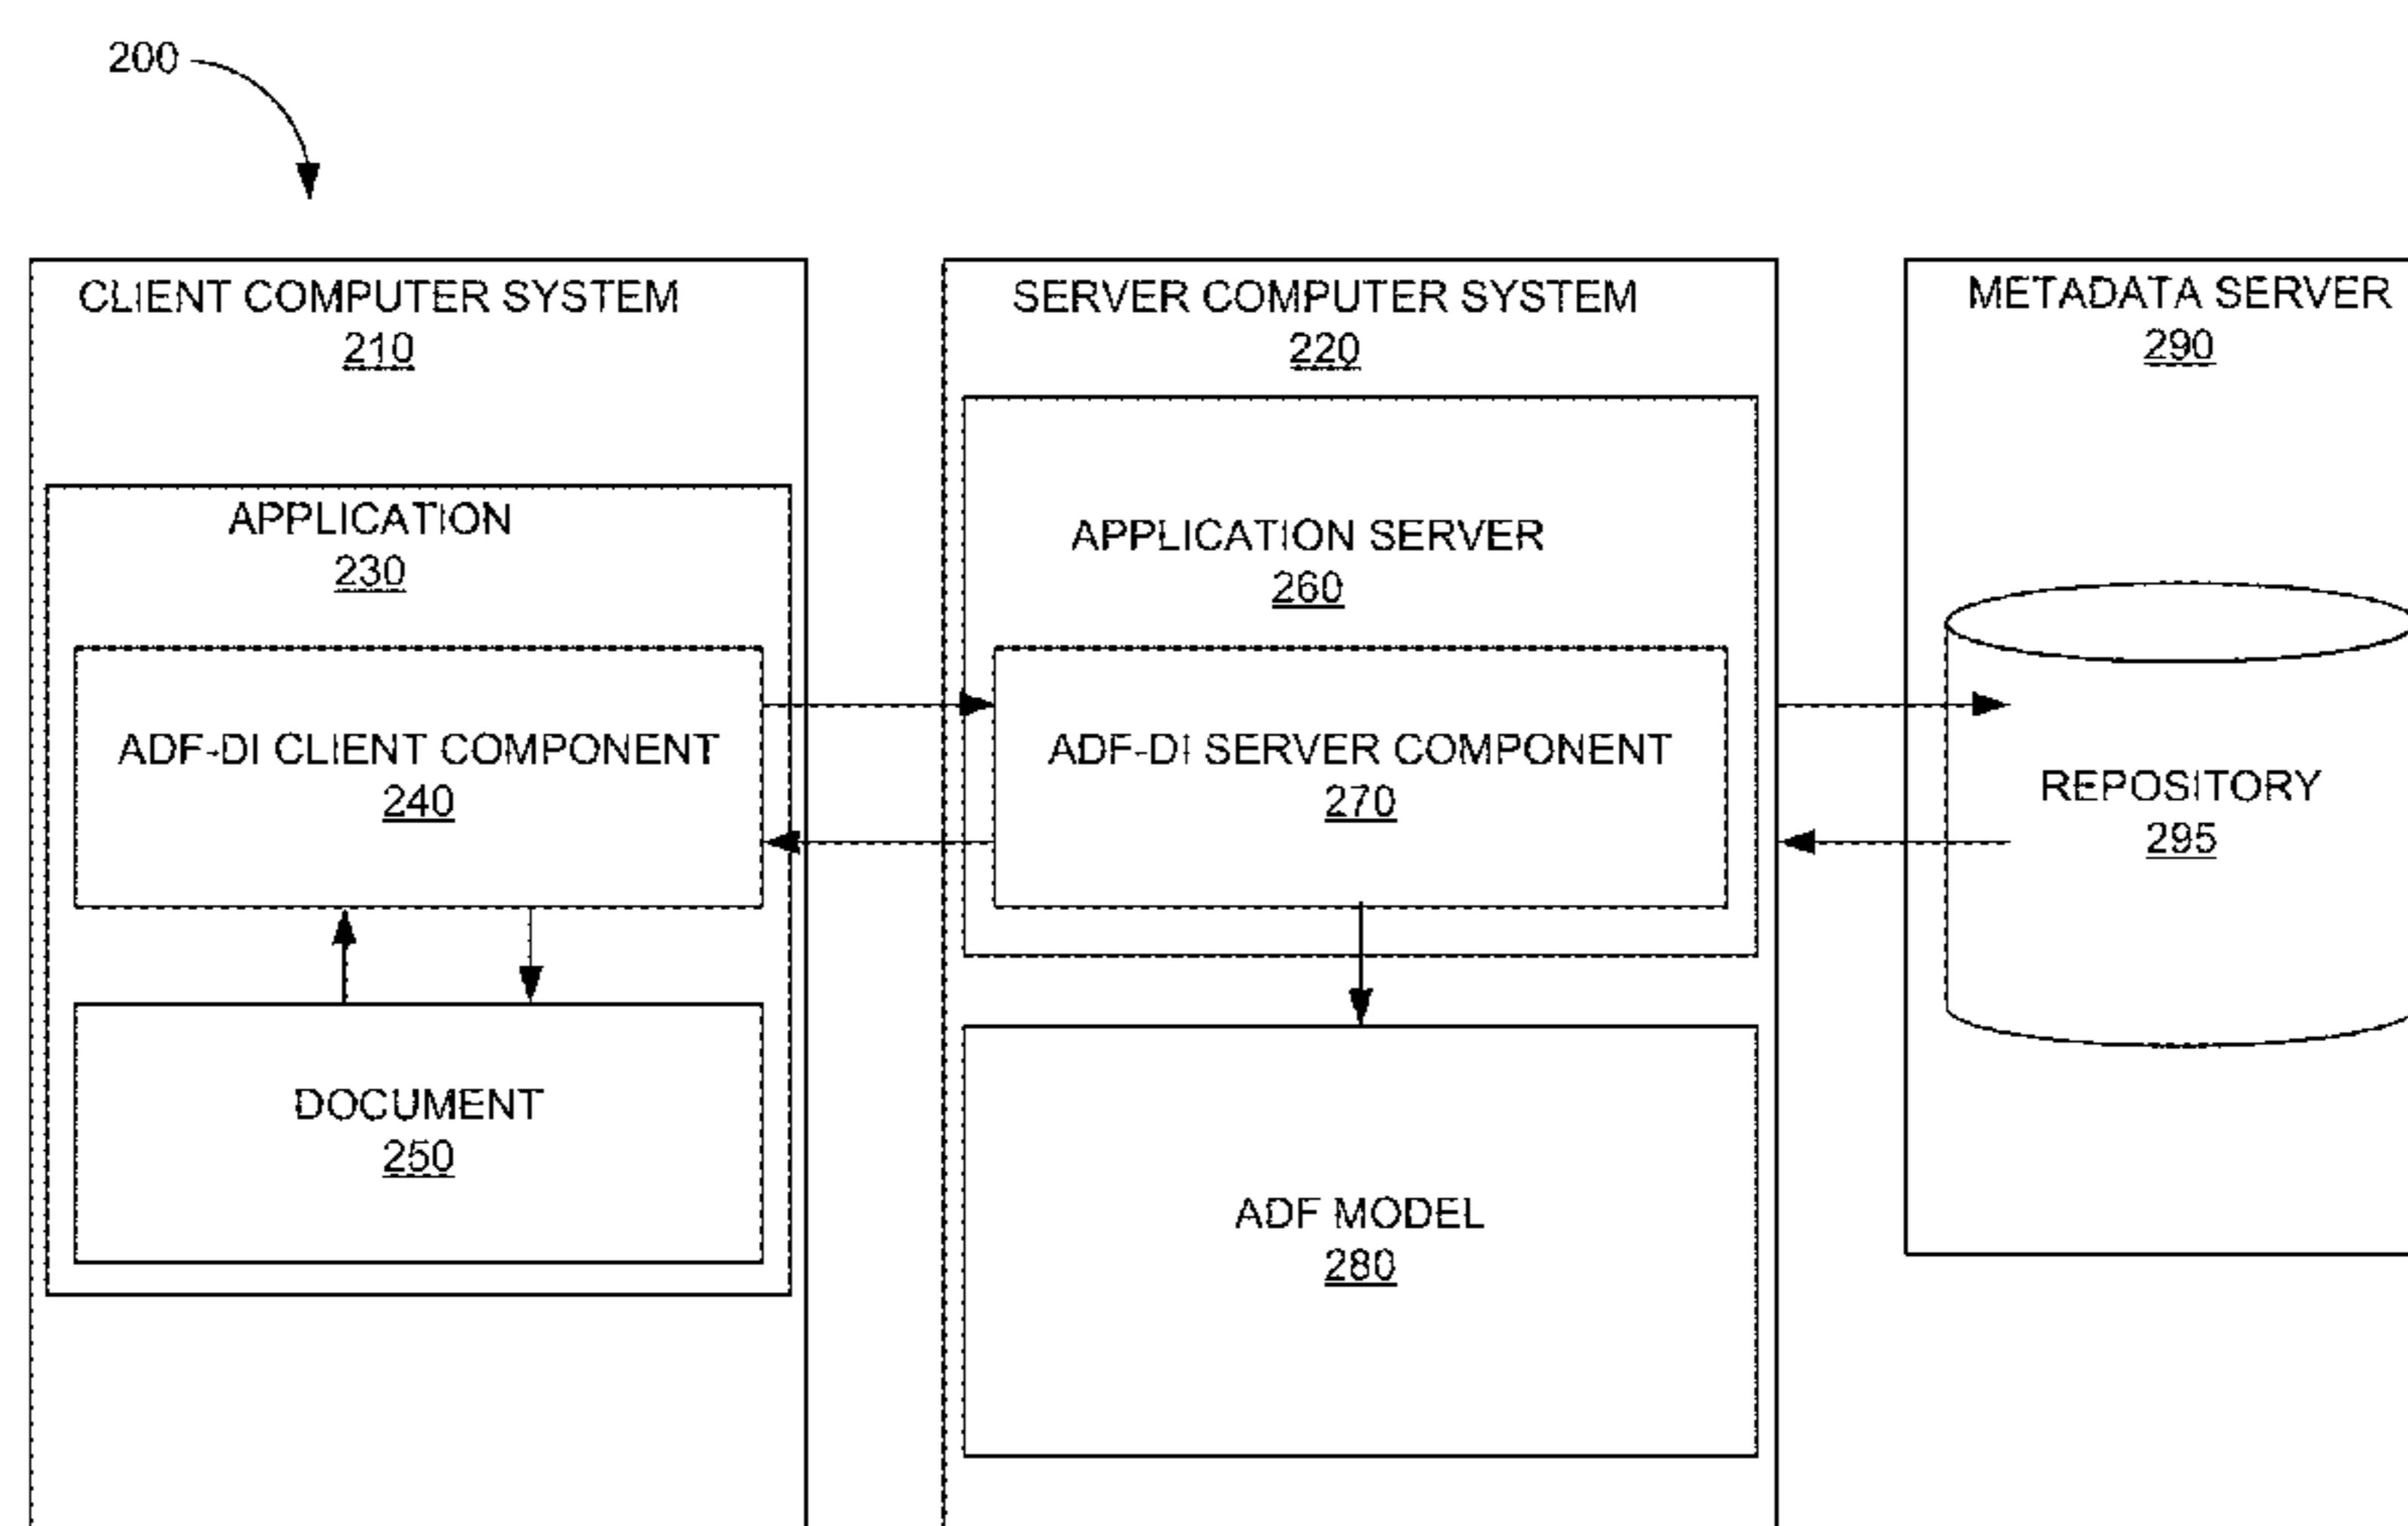 200
CLIENT COMPUTER SYSTEM
210
APPLICATION
230
ADF-DI CLIENT COMPONENT
240
DOCUMENT
250
SERVER COMPUTER SYSTEM
220
APPLICATION SERVER
260
ADF-DI SERVER COMPONENT
270
ADF MODEL
280
METADATA SERVER
290
REPOSITORY
295